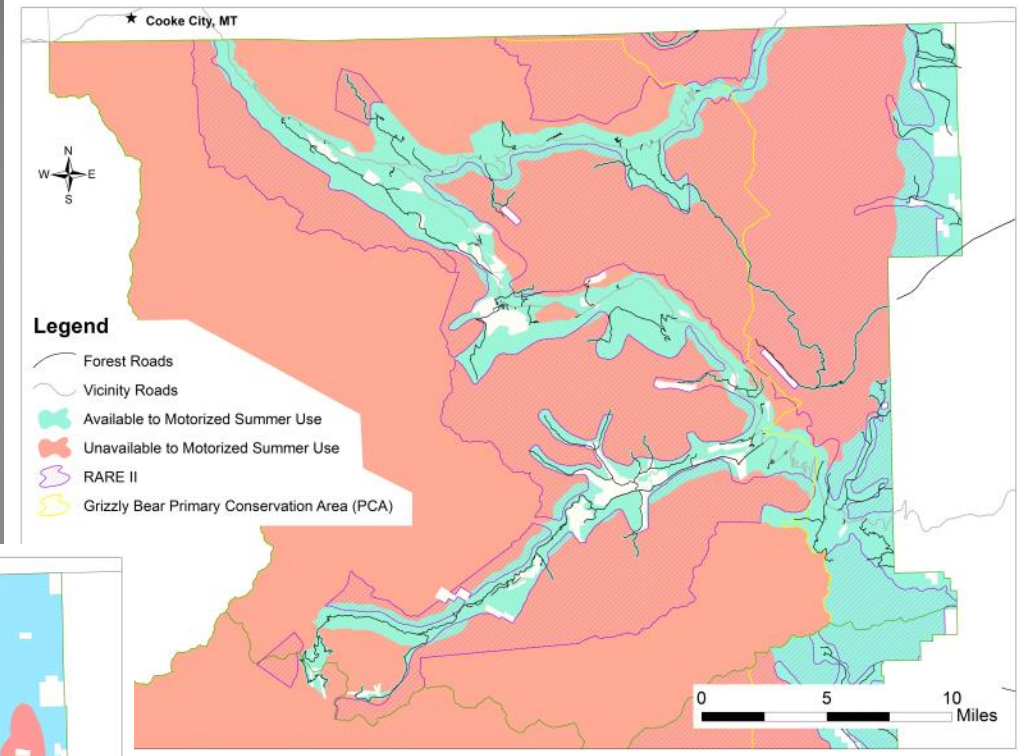 Cooke City, MT
N
W E
S
Legend
Forest Roads
Vicinity Roads
Available to Motorized Summer Use
Unavailable to Motorized Summer Use
RARE II
Grizzly Bear Primary Conservation Area (PCA)
0 5 10
Miles